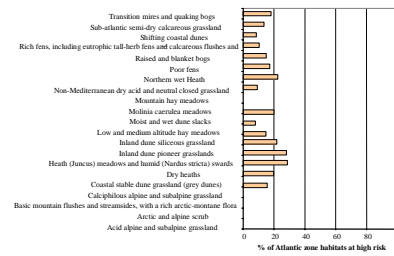 Transition mires and quaking bogs
Sub-atlantic semi-dry calcareous grassland
Shifting coastal dunes
Rich fens, including eutrophic tall-herb fens and calcareous flushes and
Raised and blanket bogs
Poor fens
Northern wet Heath
Non-Mediterranean dry acid and neutral closed grassland
Mountain hay meadows
Molinia caerulea meadows
Moist and wet dune slacks
Low and medium altitude hay meadows
Inland dune siliceous grassland
Inland dune pioneer grasslands
Heath (Juncus) meadows and humid (Nardus stricta) swards
Dry heaths
Coastal stable dune grassland (grey dunes)
Calciphilous alpine and subalpine grassland
Basic mountain flushes and streamsides, with a rich arctic-montane flora
Arctic and alpine scrub
Acid alpine and subalpine grassland
0 20 40 60 80
% of Atlantic zone habitats at high risk